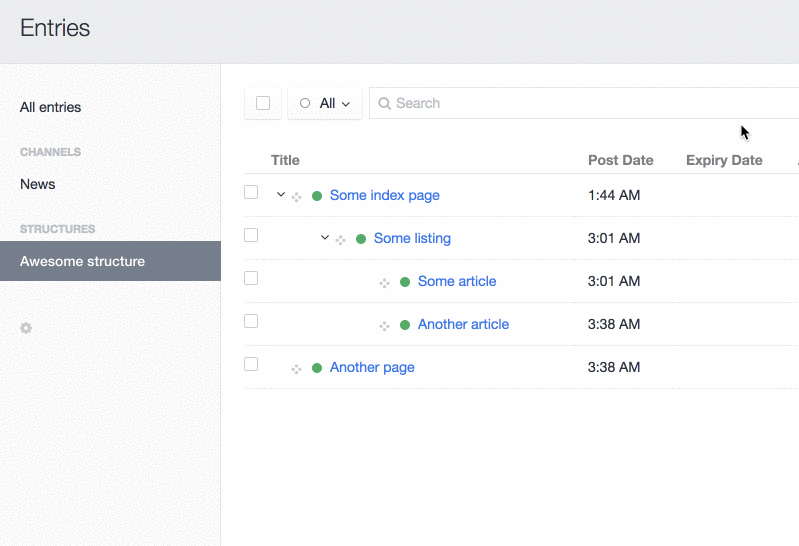 Entries
All entries
CHANNELS
News
STRUCTURES
Awesome structure
All
Search
Title Post Date Expiry Date
Some index page 1:44 AM
Some listing 3:01 AM
Some article 3:01 AM
Another article 3:38 AM
Another page 3:38 AM